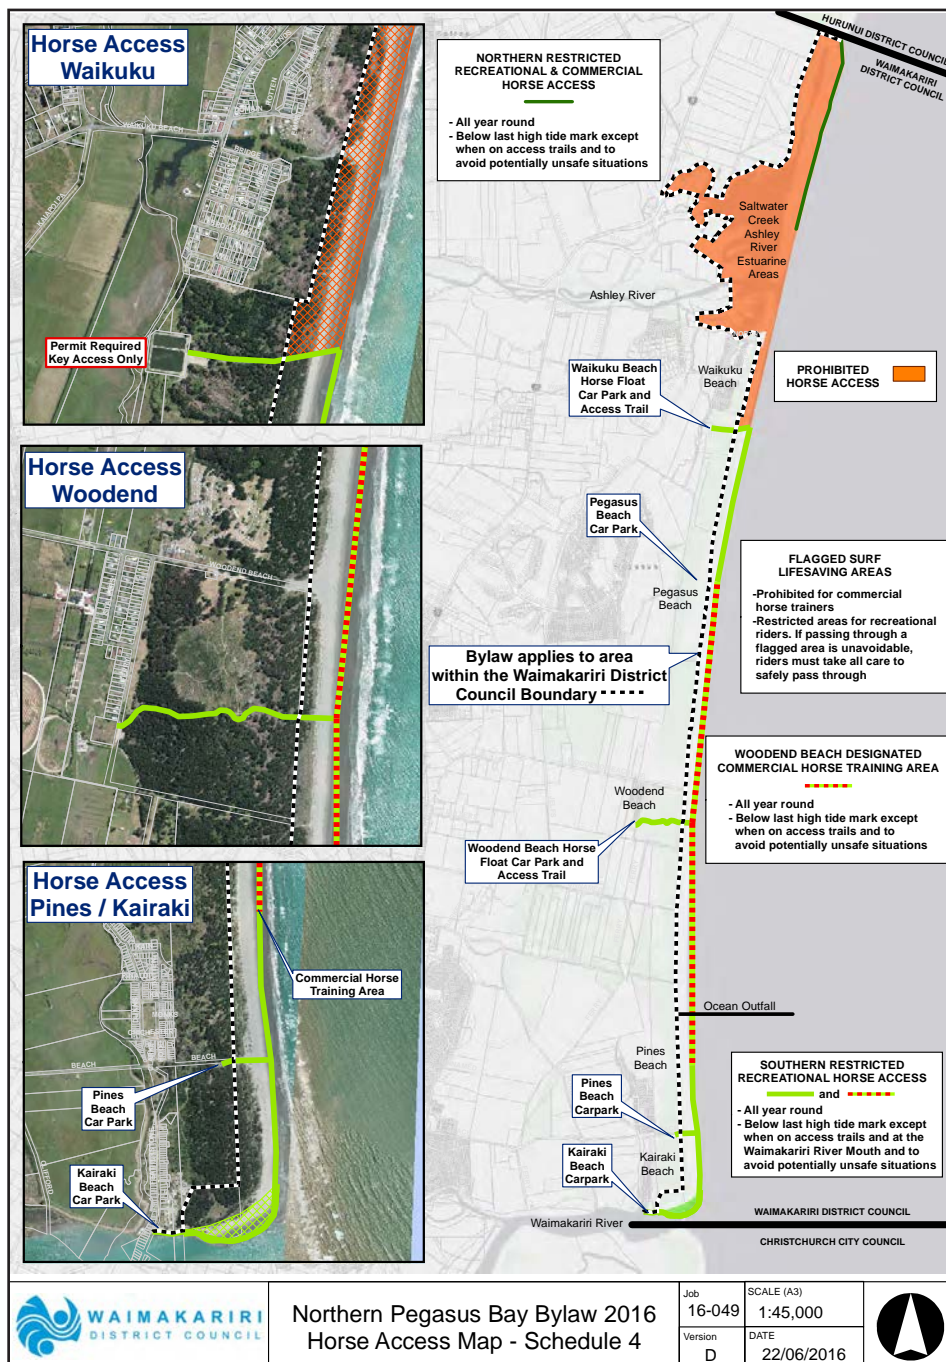 Horse Access
Waikuku
WAIKUKU BEACH
PARK
BRIDGE
KAIAPOI PA
Permit Required
Key Access Only
Horse Access
Woodend
WOODEND BEACH
Horse Access
Pines / Kairaki
Commercial Horse
Training Area
BEACH
BEACH
Pines
Beach
Car Park
CLIFFORD
Kairaki
Beach
Car Park
NORTHERN RESTRICTED
RECREATIONAL & COMMERCIAL
HORSE ACCESS
- All year round
- Below last high tide mark except
when on access trails and to
avoid potentially unsafe situations
HURUNUI DISTRICT COUNCIL
WAIMAKARIRI
DISTRICT COUNCIL
Saltwater
Creek
Ashley
River
Estuarine
Areas
Ashley River
Waikuku
Beach
Waikuku Beach
Horse Float
Car Park and
Access Trail
PROHIBITED
HORSE ACCESS
Pegasus
Beach
Car Park
Pegasus
Beach
FLAGGED SURF
LIFESAVING AREAS
-Prohibited for commercial
horse trainers
-Restricted areas for recreational
riders. If passing through a
flagged area is unavoidable,
riders must take all care to
safely pass through
Bylaw applies to area
within the Waimakariri District
Council Boundary
WOODEND BEACH DESIGNATED
COMMERCIAL HORSE TRAINING AREA
- All year round
- Below last high tide mark except
when on access trails and to
avoid potentially unsafe situations
Woodend
Beach
Woodend Beach Horse
Float Car Park and
Access Trail
Ocean Outfall
Pines
Beach
Pines
Beach
Carpark
Kairaki
Beach
Kairaki
Beach
Carpark
SOUTHERN RESTRICTED
RECREATIONAL HORSE ACCESS
and
- All year round
- Below last high tide mark except
when on access trails and at the
Waimakariri River Mouth and to
avoid potentially unsafe situations
Waimakariri River
WAIMAKARIRI DISTRICT COUNCIL
CHRISTCHURCH CITY COUNCIL
WAIMAKARIRI
DISTRICT COUNCIL
Northern Pegasus Bay Bylaw 2016
Horse Access Map - Schedule 4
Job
16-049
SCALE (A3)
1:45,000
Version
D
DATE
22/06/2016